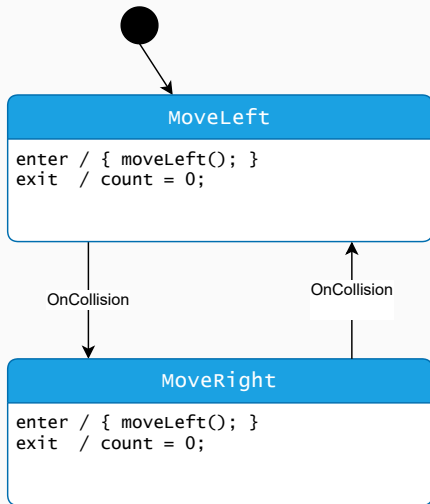 MoveLeft
enter / { moveLeft(); }
exit  / count = 0;
OnCollision
OnCollision
MoveRight
enter / { moveLeft(); }
exit  / count = 0;